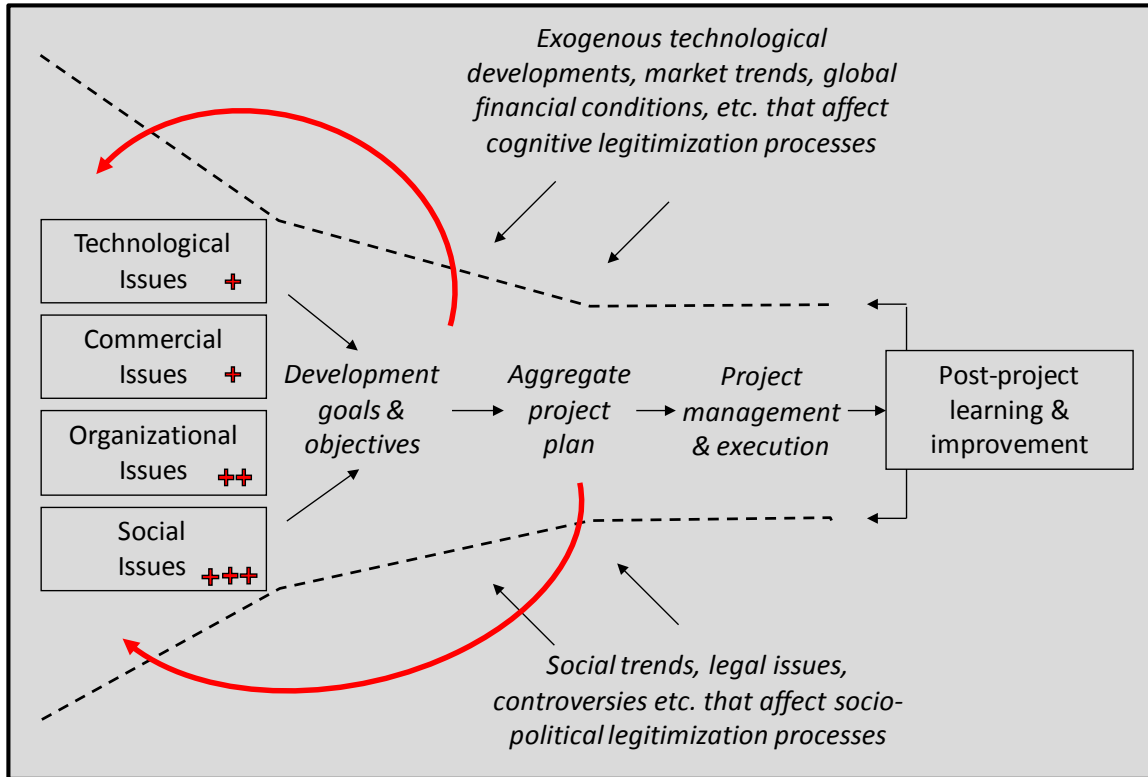 Exogenous technological
developments, market trends, global
financial conditions, etc. that affect
cognitive legitimization processes
Technological
Issues +
Commercial
Issues +
Organizational
Issues ++
Social
Issues +++
Development
goals &
objectives
Aggregate
project
plan
Project
management
& execution
Post-project
learning &
improvement
Social trends, legal issues,
controversies etc. that affect socio-
political legitimization processes